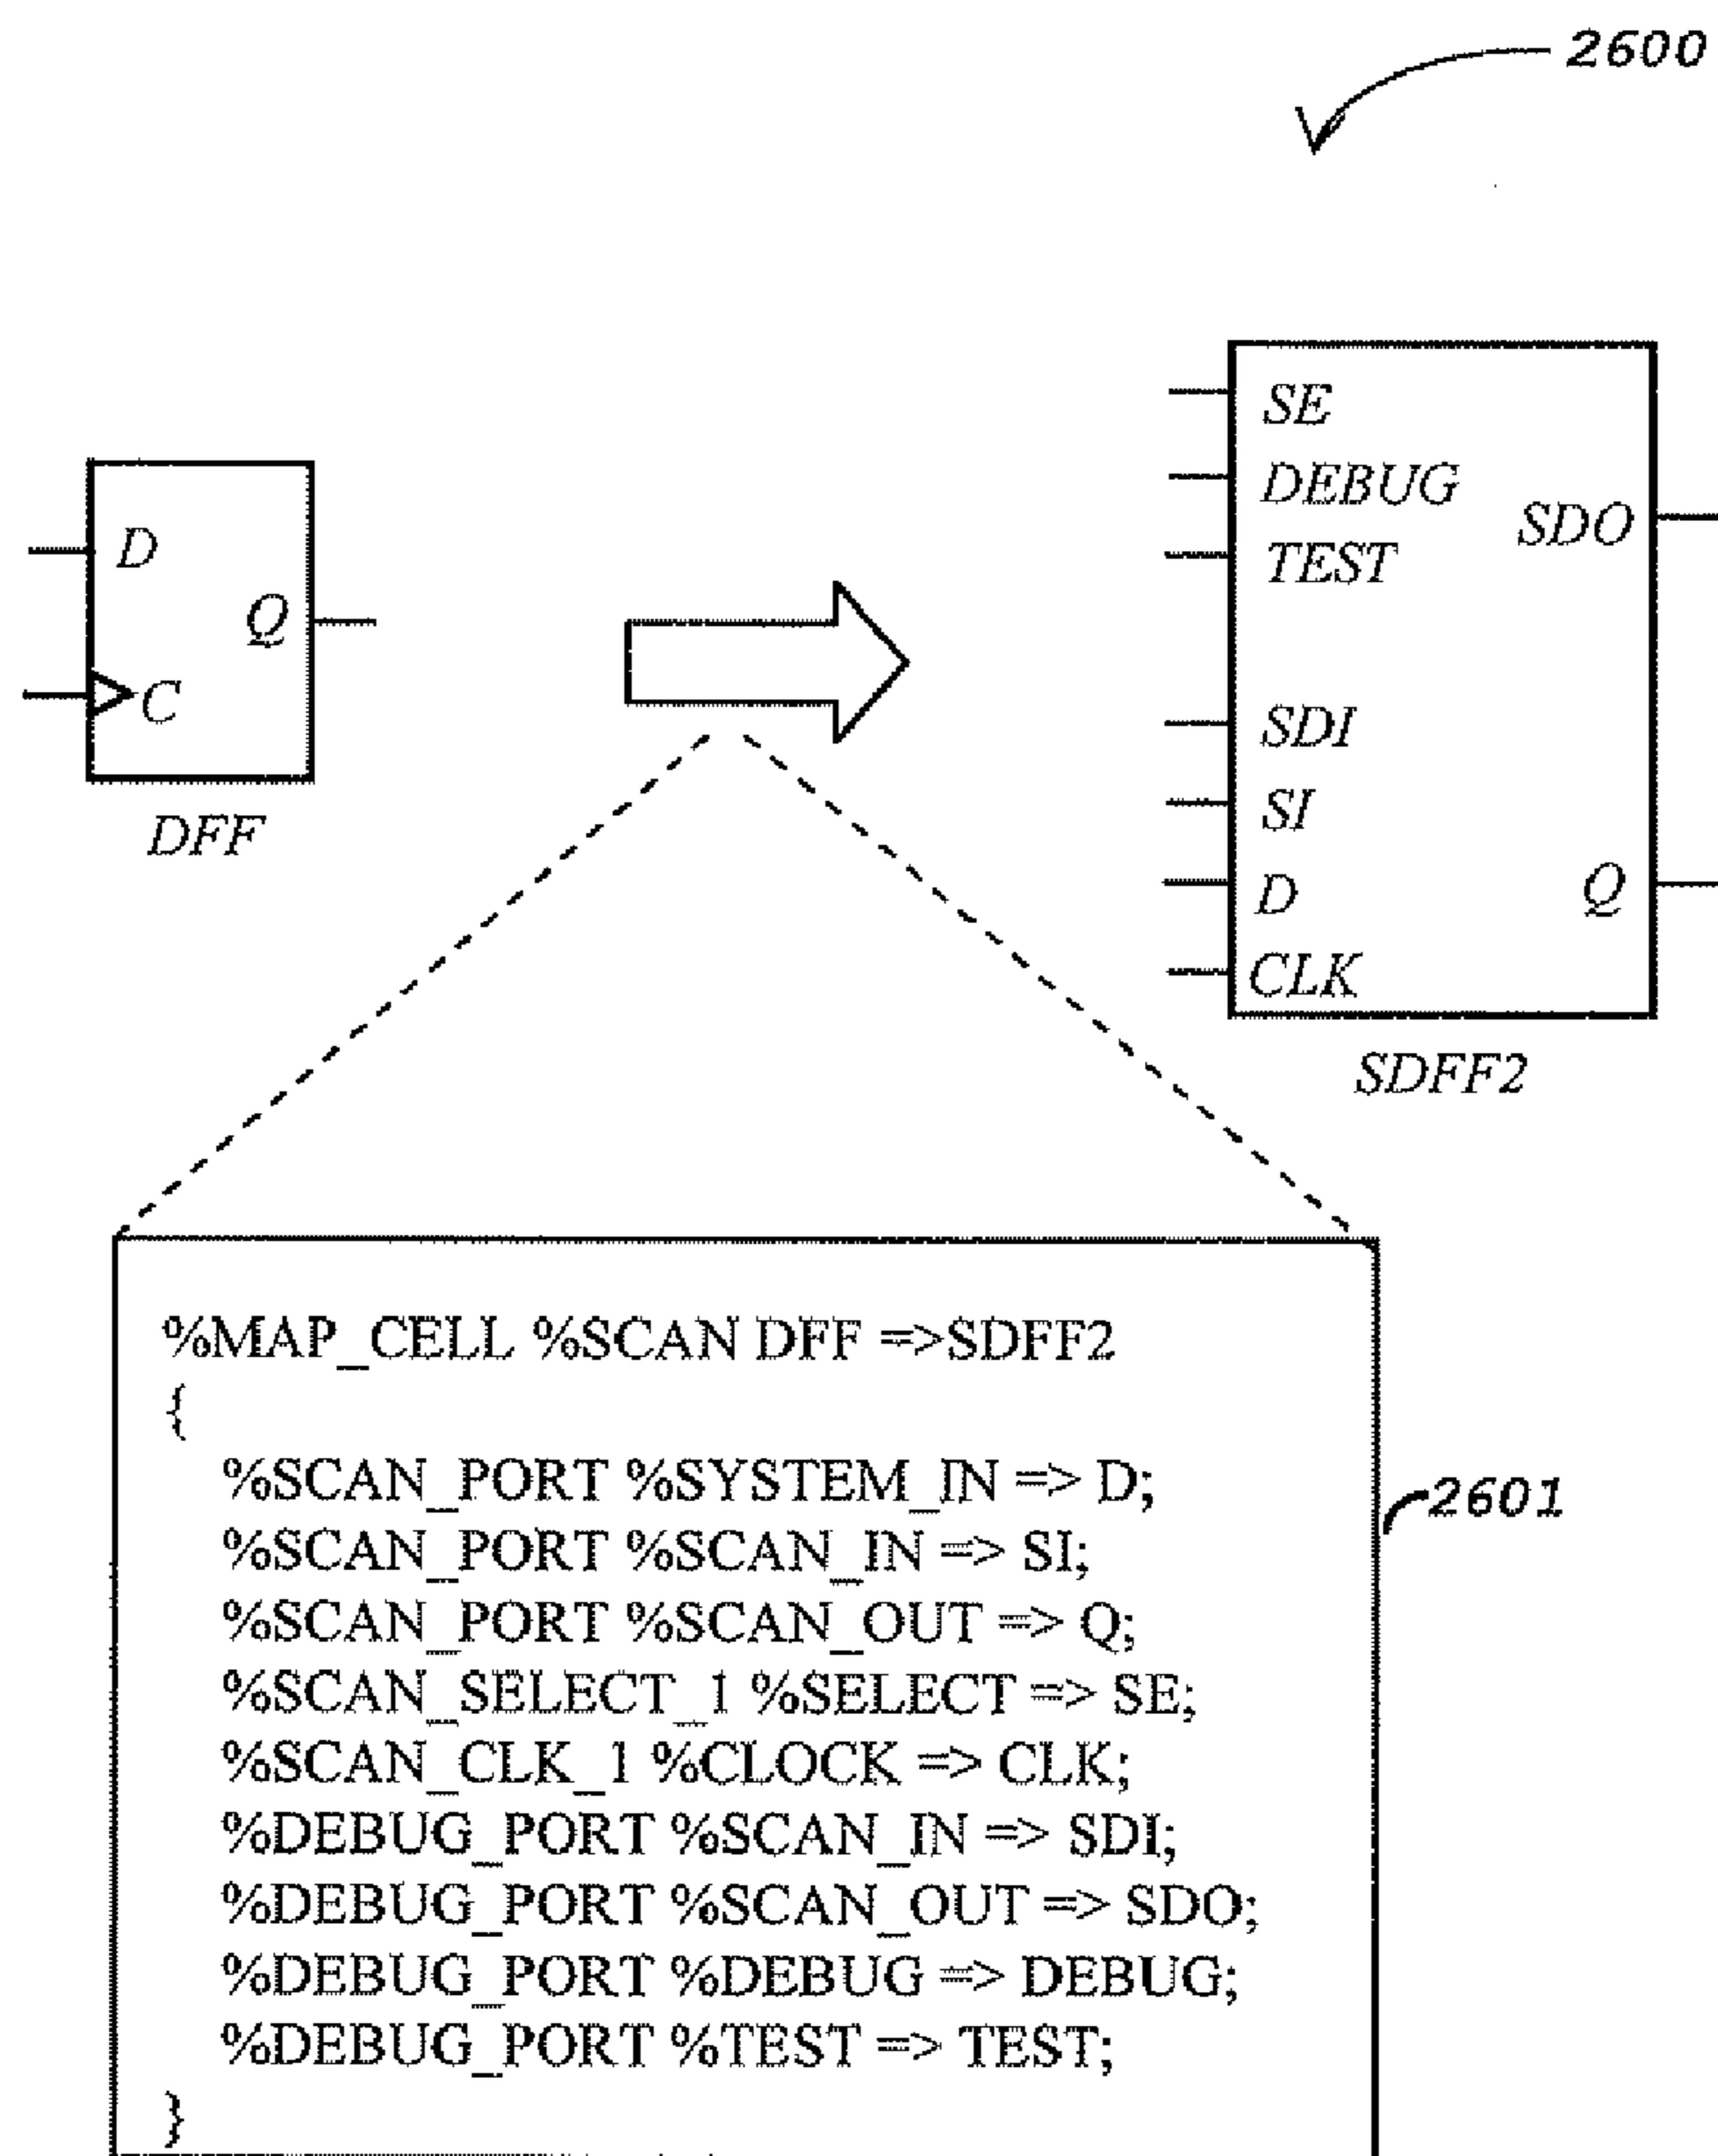 2600
D
Q
C
DFF
SE
DEBUG
SDO
TEST
SDI
SI
D
Q
CLK
SDFF2
%MAP_CELL %SCAN DFF =>SDFF2
{
%SCAN_PORT %SYSTEM_IN => D;
%SCAN_PORT %SCAN_IN => SI;
%SCAN_PORT %SCAN_OUT => Q;
%SCAN_SELECT_1 %SELECT => SE;
%SCAN_CLK_1 %CLOCK => CLK;
%DEBUG_PORT %SCAN_IN => SDI;
%DEBUG_PORT %SCAN_OUT => SDO;
%DEBUG_PORT %DEBUG => DEBUG;
%DEBUG_PORT %TEST => TEST;
}
2601